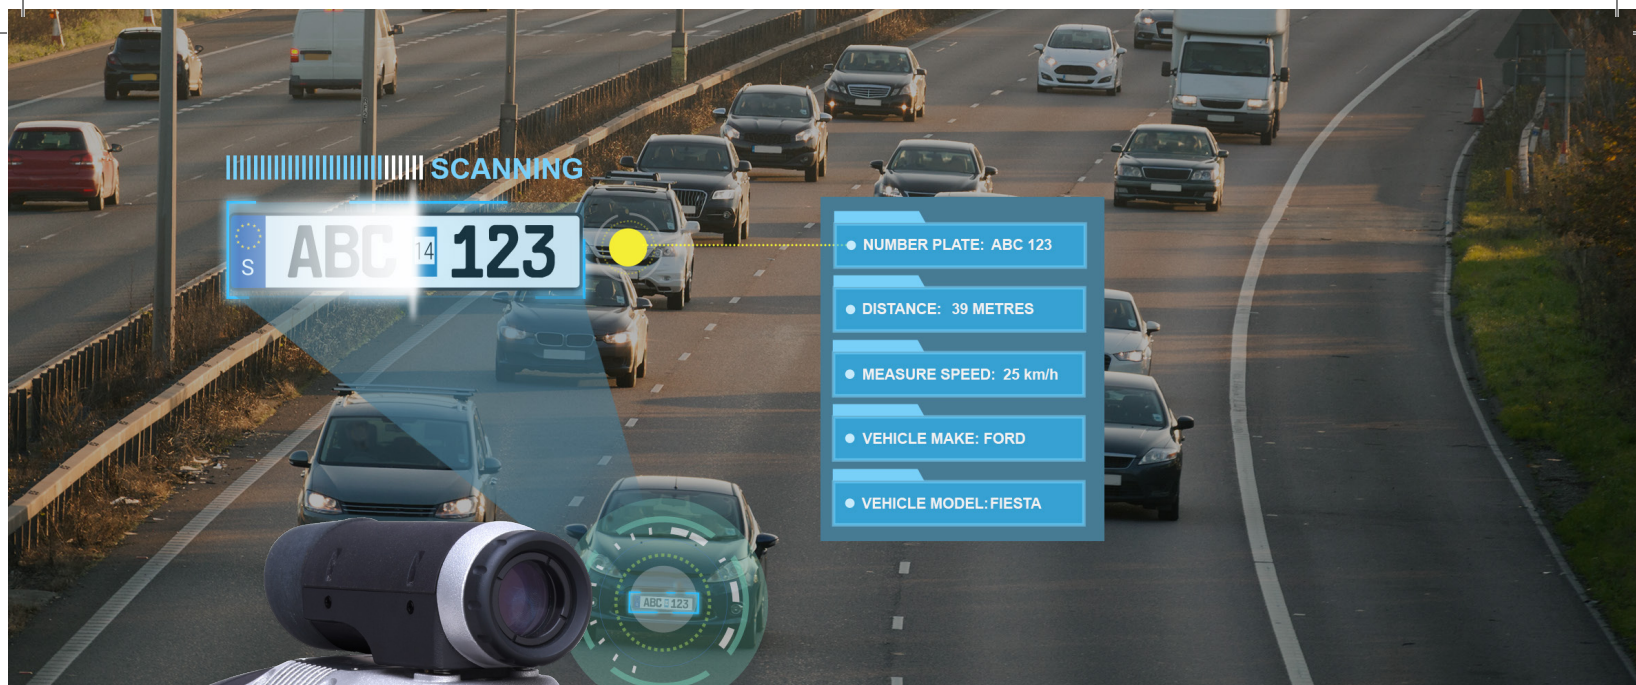 SCANNING
S ABC 14 123
NUMBER PLATE: ABC 123
DISTANCE: 39 METRES
MEASURE SPEED: 25 km/h
VEHICLE MAKE: FORD
VEHICLE MODEL: FIESTA
ABC 123